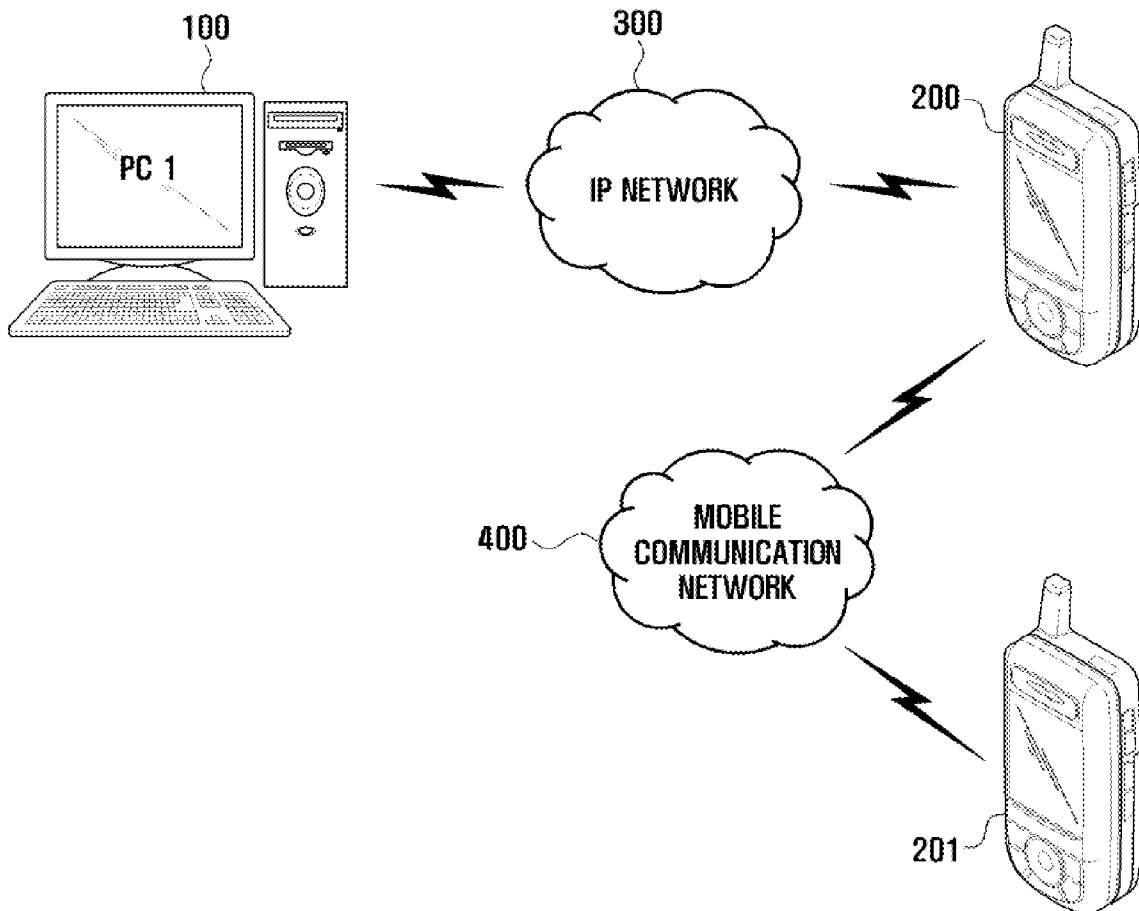 100
300
200
PC 1
IP NETWORK
400
MOBILE
COMMUNICATION
NETWORK
201